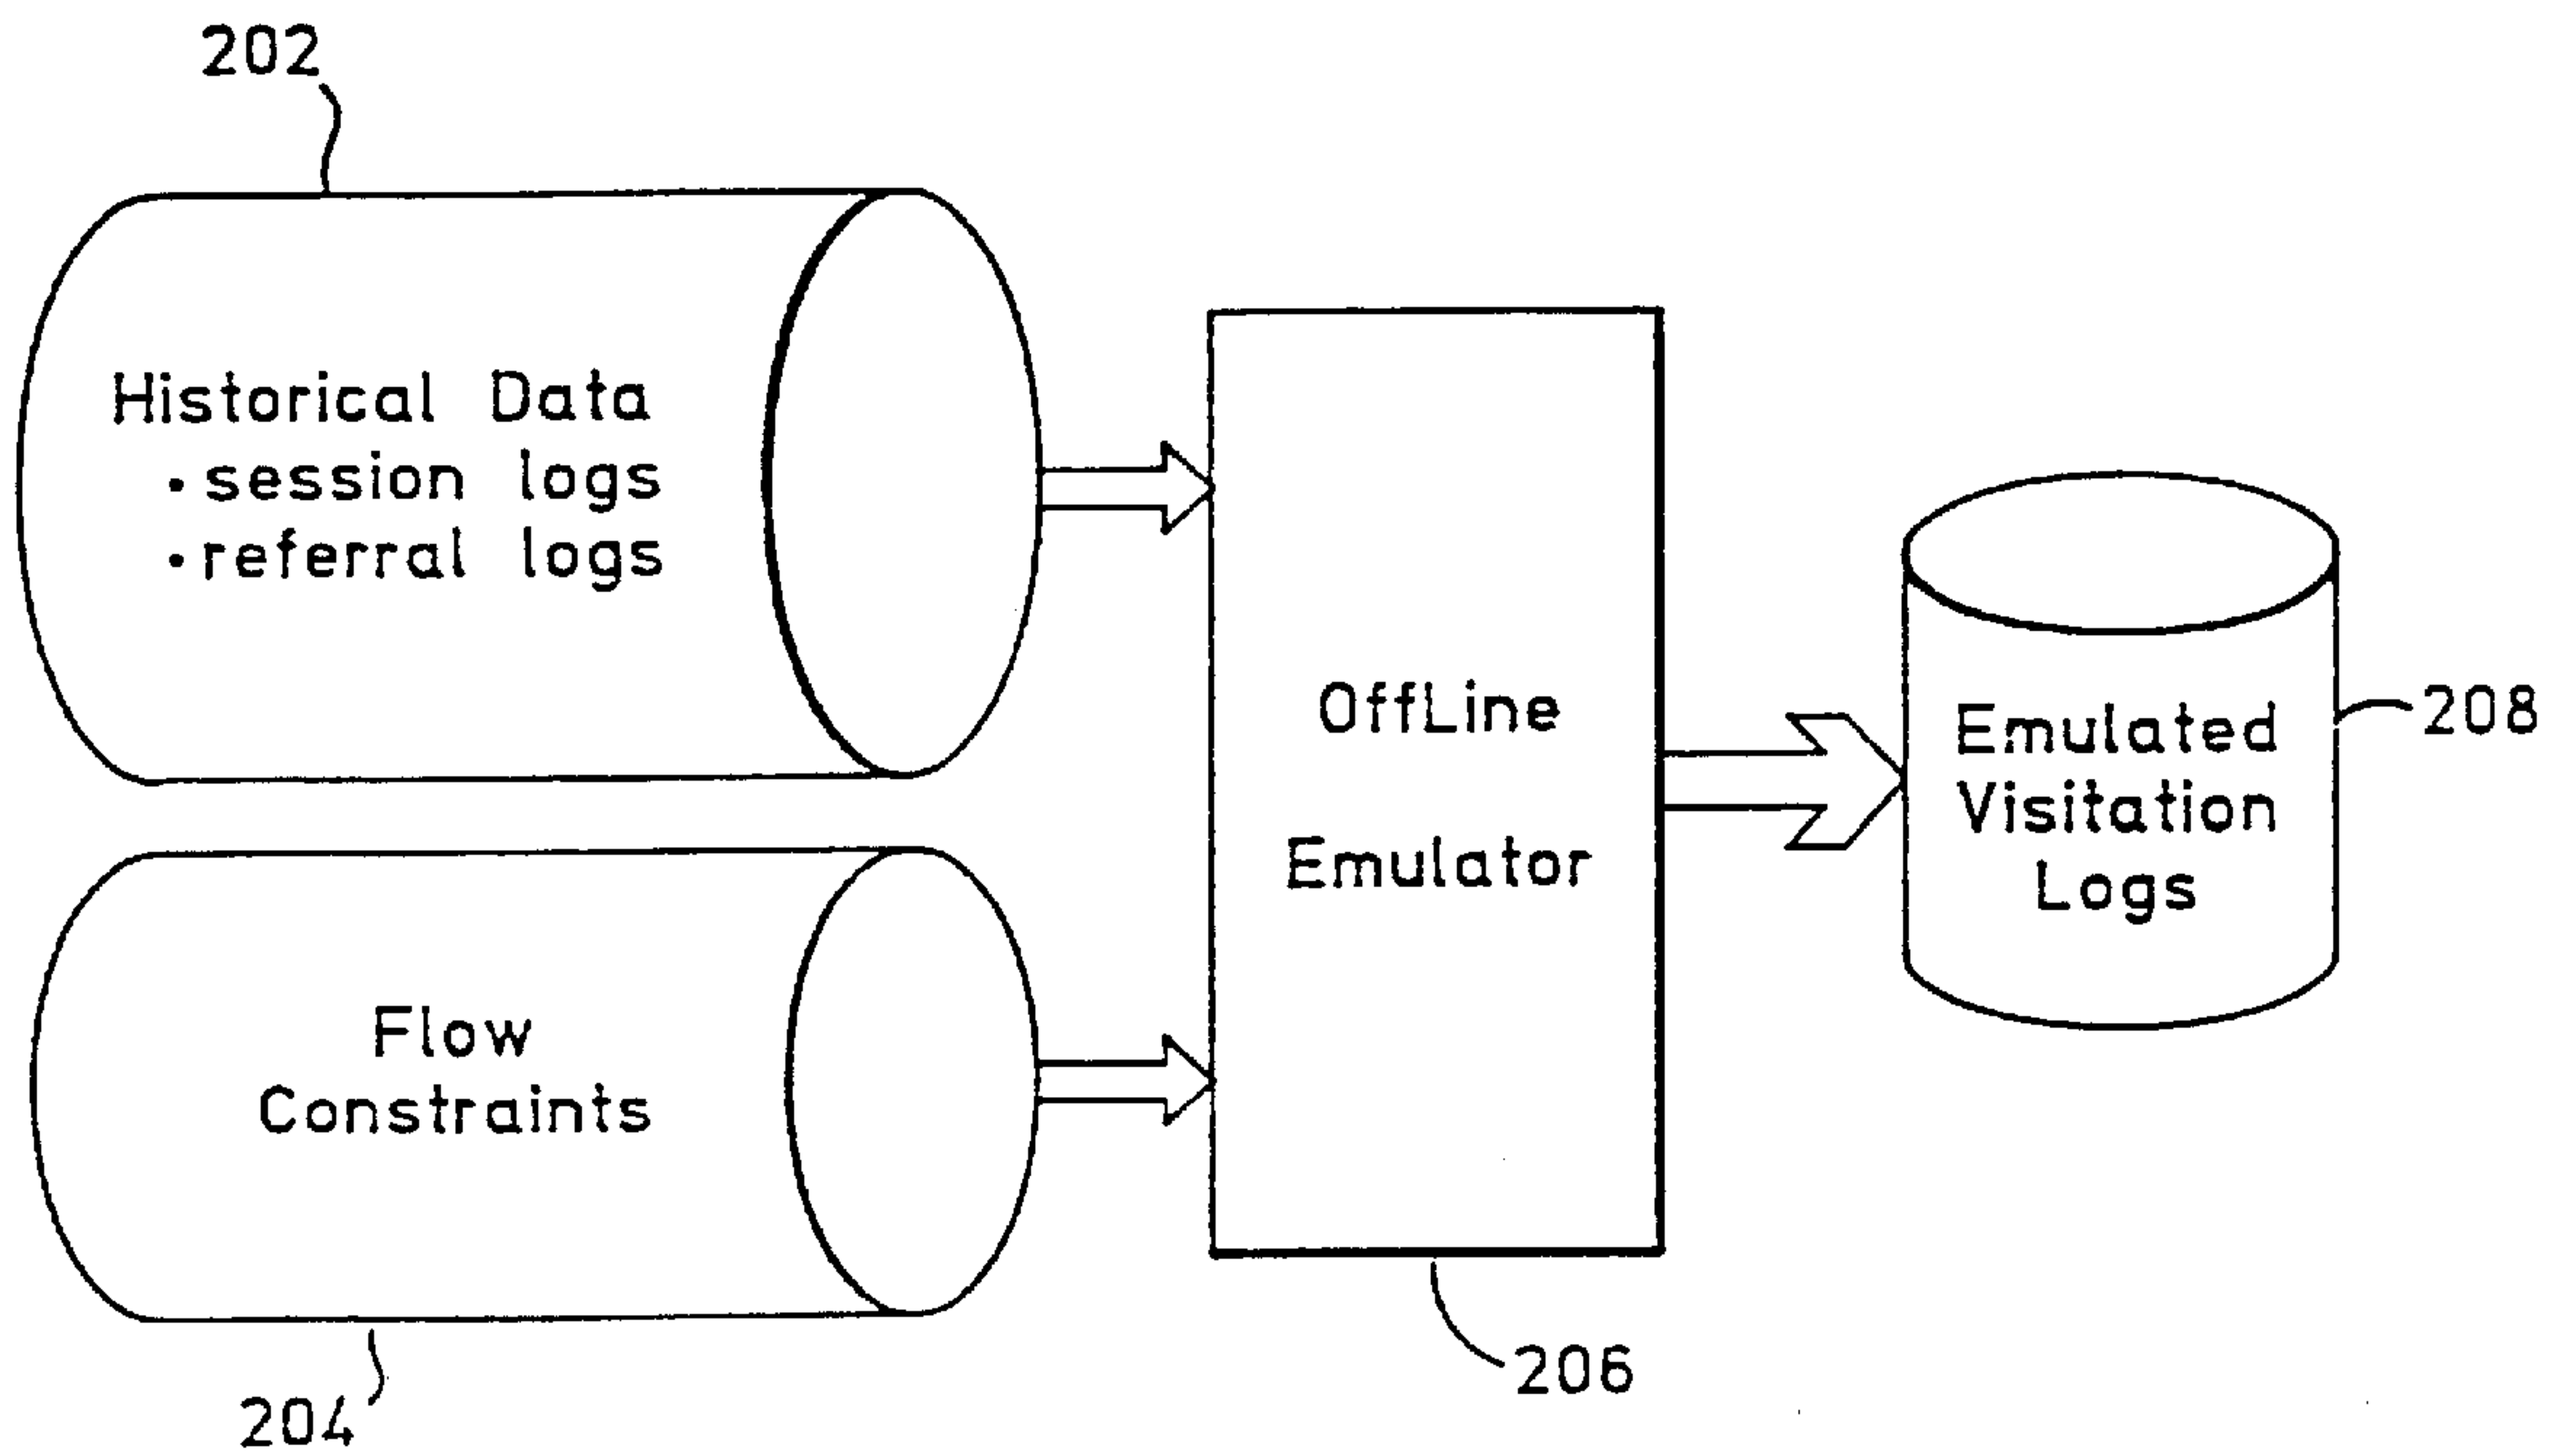 202
Historical Data
• session logs
• referral logs
Flow
Constraints
204
OffLine
Emulator
206
Emulated
Visitation
Logs
208